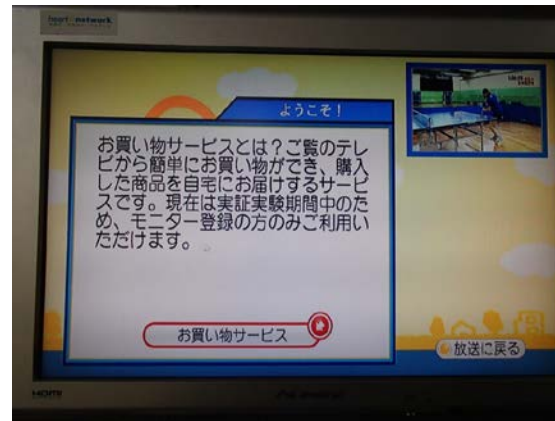 heart network
ようこそ!
お買い物サービスとは？ご覧のテレ
ビから簡単にお買い物ができ、購入
した商品を自宅にお届けするサービ
スです。現在は実証実験期間中のた
め、モニター登録の方のみご利用い
ただけます。
お買い物サービス
放送に戻る
HDMI